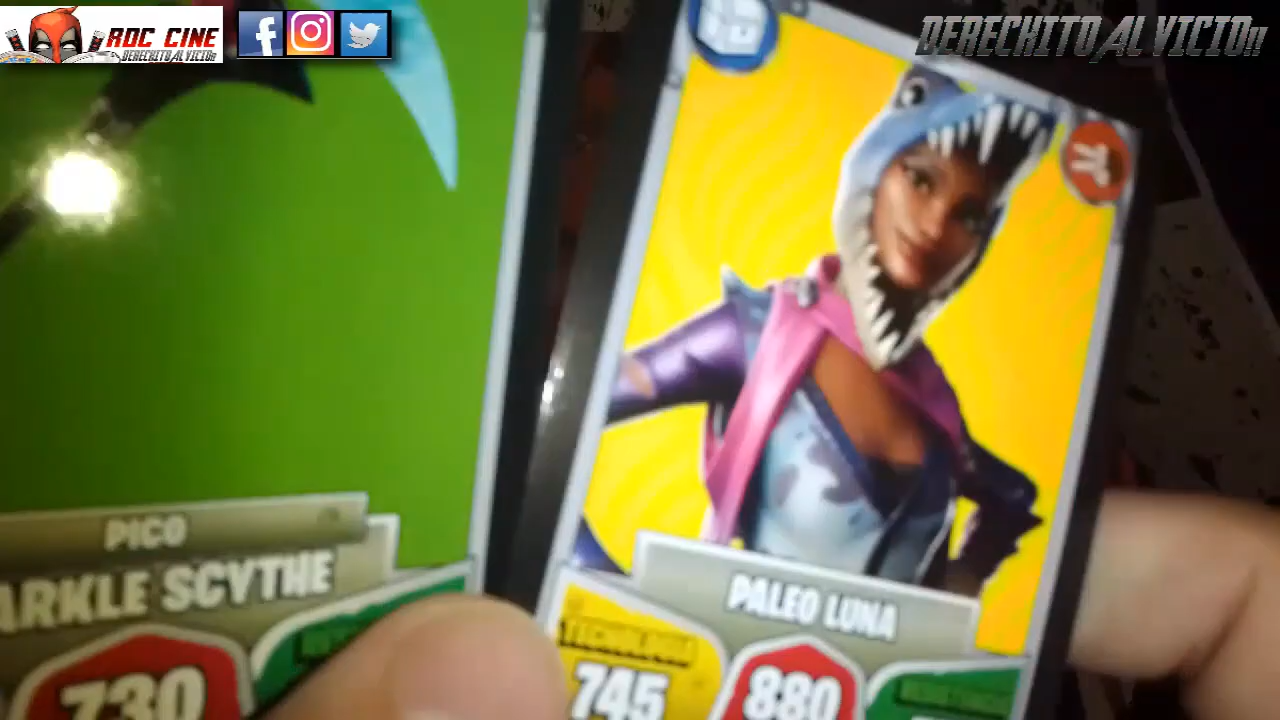 ROC CINE
DERECHITO AL VICIO!!
DERECHITO AL VICIO!!
PICO
ARKLE SCYTHE
730
PALEO LUNA
TECNOLOGÍA
745
880